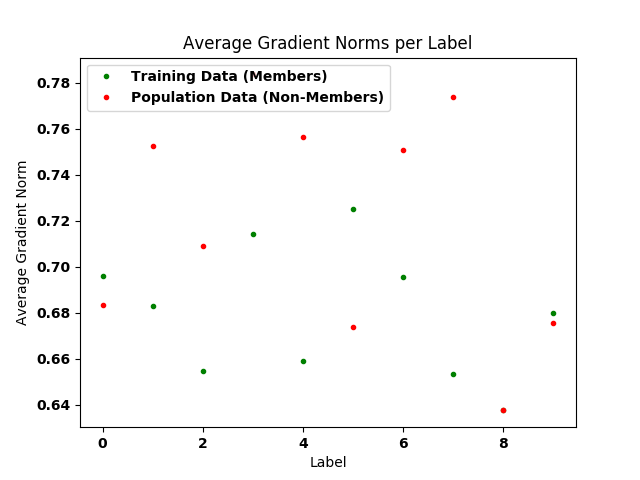 Average Gradient Norms per Label
Training Data (Members)
Population Data (Non-Members)
Average Gradient Norm
0.78
0.76
0.74
0.72
0.70
0.68
0.66
0.64
0 2 4 6 8
Label